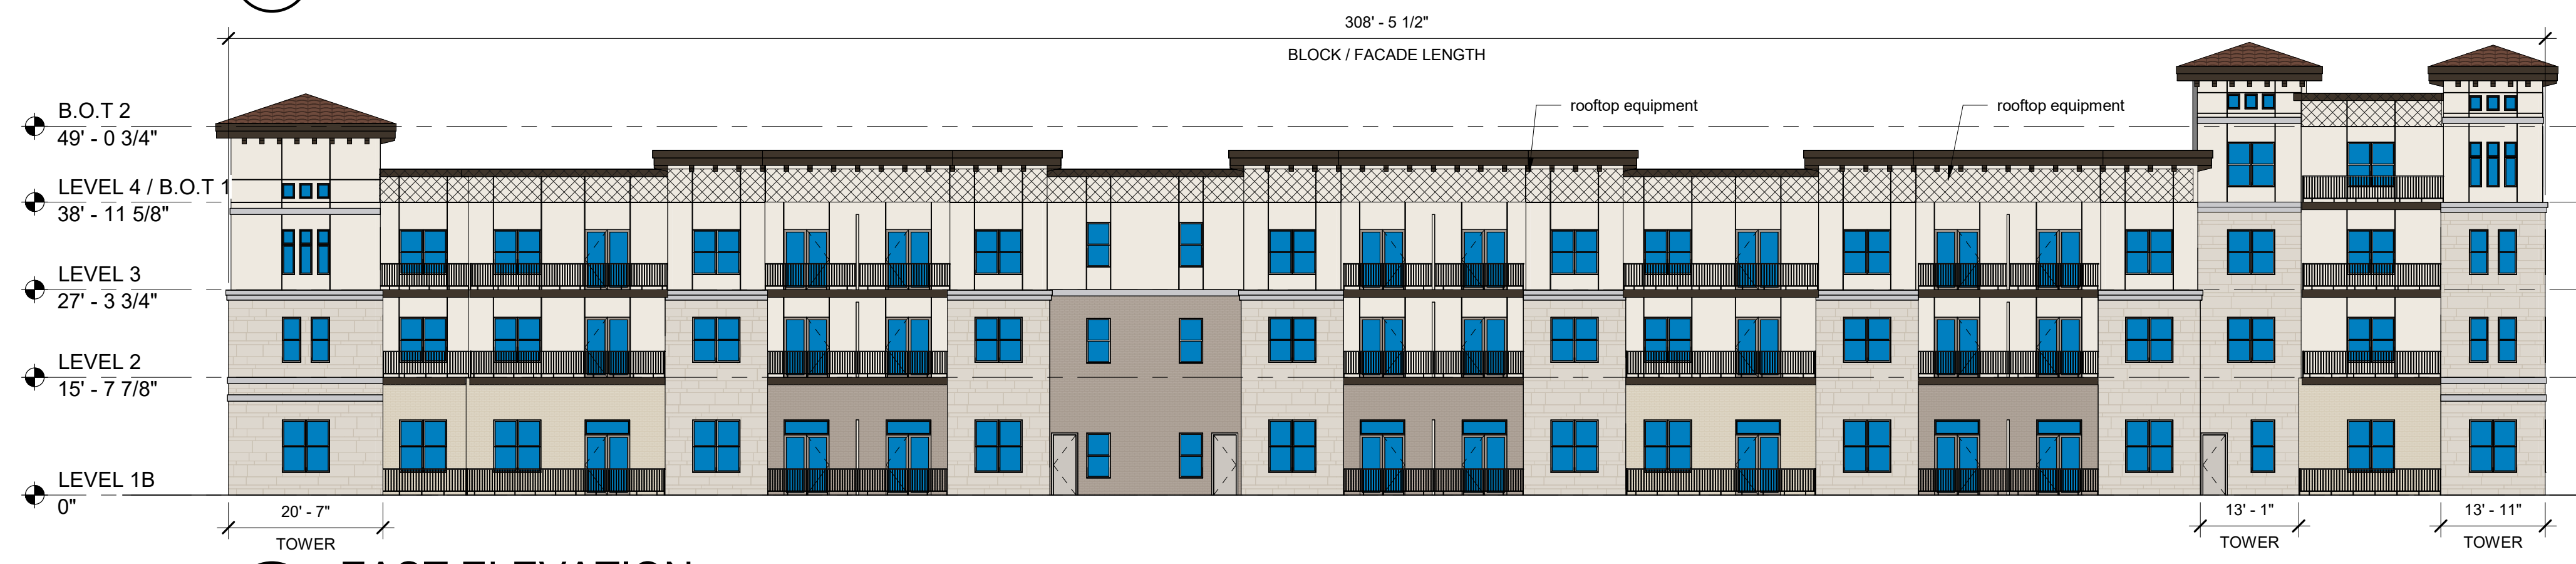 308' - 5 1/2"
BLOCK / FACADE LENGTH
B.O.T 2
49' - 0 3/4"
rooftop equipment
rooftop equipment
LEVEL 4 / B.O.T 1
38' - 11 5/8"
LEVEL 3
27' - 3 3/4"
LEVEL 2
15' - 7 7/8"
LEVEL 1B
0"
20' - 7"
TOWER
13' - 1"
TOWER
13' - 11"
TOWER
EAST ELEVATION